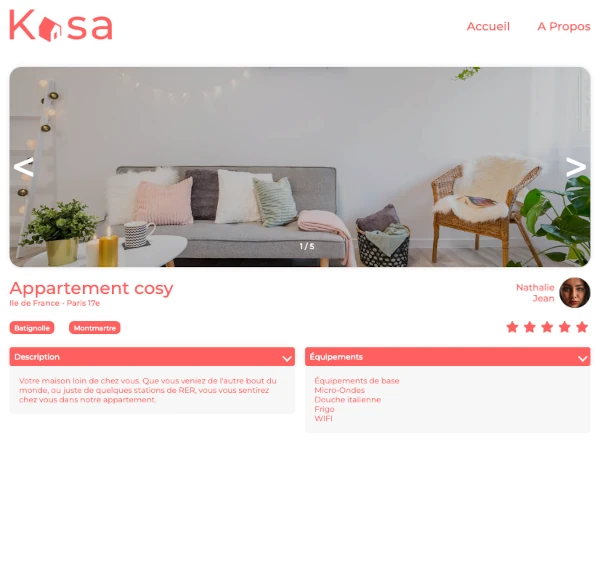 Kasa
Accueil
A Propos
<
>
1 / 5
Appartement cosy
Ile de France - Paris 17e
Nathalie
Jean
Batignolle
Montmartre
Description
Équipements
Votre maison loin de chez vous. Que vous veniez de l'autre bout du
monde, ou juste de quelques stations de RER, vous vous sentirez
chez vous dans notre appartement.
Équipements de base
Micro-Ondes
Douche italienne
Frigo
WIFI